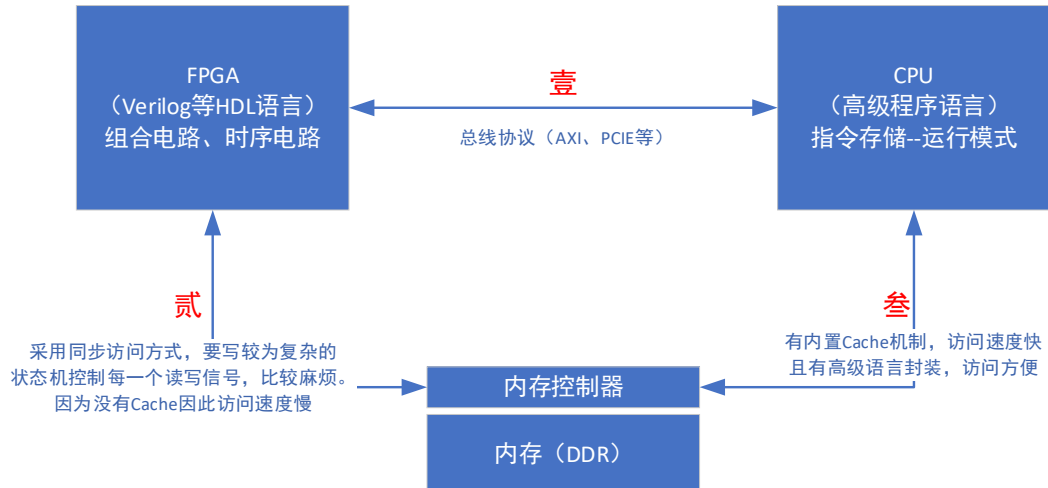 FPGA
（Verilog等HDL语言）
组合电路、时序电路
壹
总线协议（AXI、PCIE等）
CPU
（高级程序语言）
指令存储--运行模式
贰
采用同步访问方式，要写较为复杂的
状态机控制每一个读写信号，比较麻烦。
因为没有Cache因此访问速度慢
叁
有内置Cache机制，访问速度快
且有高级语言封装，访问方便
内存控制器
内存（DDR）